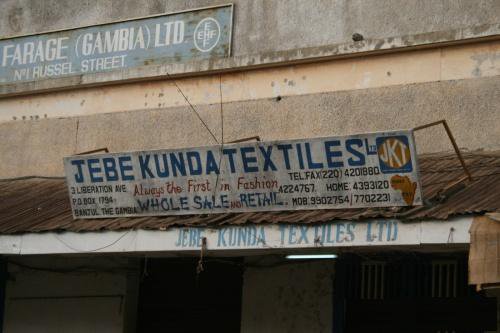 FARAGE (GAMBIA) LTD
EFHF
Nº1 RUSSEL STREET
JEBE KUNDA TEXTILES LTD
JKT
3 LIBERATION AVE. Always the First in Fashion TEL.FAX(220) 4201880
P.O.BOX 1794 4224767. HOME: 4393120
BANJUL THE GAMBIA WHOLE SALE AND RETAIL. MOB:9902754/7702231
JEBE KUNDA TEXTILES LTD